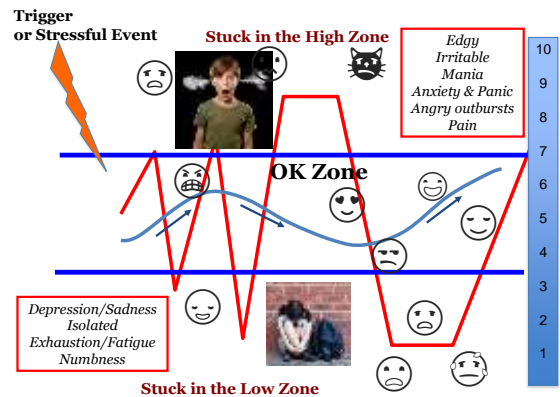 Trigger
or Stressful Event
Stuck in the High Zone
Edgy
Irritable
Mania
Anxiety & Panic
Angry outbursts
Pain
10
9
8
7
6
5
4
3
2
1
OK Zone
Depression/Sadness
Isolated
Exhaustion/Fatigue
Numbness
Stuck in the Low Zone